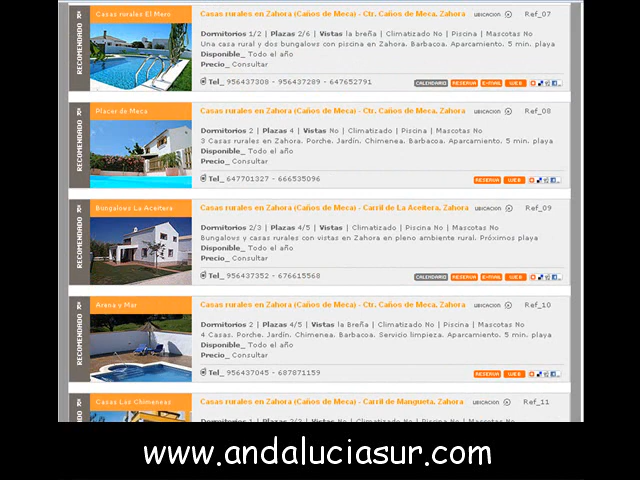 RECOMENDADO
Casas rurales El Mero
Casas rurales en Zahora (Caños de Meca) - Ctr. Caños de Meca, Zahora UBICACION Ref_07
Dormitorios 1/2 | Plazas 2/6 | Vistas la breña | Climatizado No | Piscina | Mascotas No
Una casa rural y dos bungalows con piscina en Zahora. Barbacoa. Aparcamiento. 5 min. playa
Disponible_ Todo el año
Precio_ Consultar
Tel_ 956437308 - 956437289 - 647652791 CALENDARIO RESERVA E-MAIL WEB
RECOMENDADO
Placer de Meca
Casas rurales en Zahora (Caños de Meca) - Ctr. Caños de Meca, Zahora UBICACION Ref_08
Dormitorios 2 | Plazas 4 | Vistas No | Climatizado | Piscina | Mascotas No
3 Casas rurales en Zahora. Porche. Jardín. Chimenea. Barbacoa. Aparcamiento. 5 min. playa
Disponible_ Todo el año
Precio_ Consultar
Tel_ 647701327 - 666535096 RESERVA WEB
RECOMENDADO
Bungalows La Aceitera
Casas rurales en Zahora (Caños de Meca) - Carril de La Aceitera, Zahora UBICACION Ref_09
Dormitorios 2/3 | Plazas 4/5 | Vistas | Climatizado | Piscina | Mascotas No
Bungalows y casas rurales con vistas en Zahora en pleno ambiente rural. Próximos playa
Disponible_ Todo el año
Precio_ Consultar
Tel_ 956437352 - 676615568 CALENDARIO RESERVA E-MAIL WEB
RECOMENDADO
Arena y Mar
Casas rurales en Zahora (Caños de Meca) - Ctr. Caños de Meca, Zahora UBICACION Ref_10
Dormitorios 2 | Plazas 4/5 | Vistas la Breña | Climatizado No | Piscina | Mascotas No
4 Casas. Porche. Jardín. Chimenea. Barbacoa. Servicio limpieza. Aparcamiento. 5 min. playa
Disponible_ Todo el año
Precio_ Consultar
Tel_ 956437045 - 687871159 RESERVA WEB
Casas Las Chimeneas
Casas rurales en Zahora (Caños de Meca) - Carril de Mangueta, Zahora UBICACION Ref_11
www.andaluciasur.com